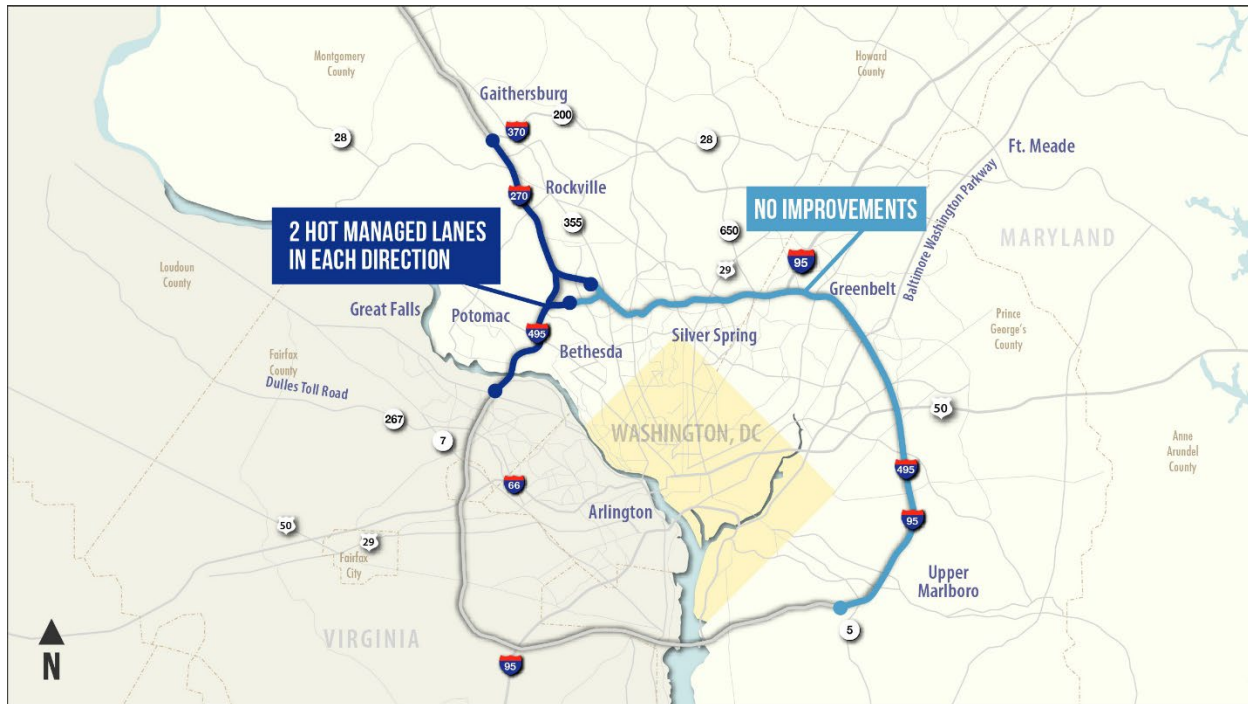 Montgomery
County
Howard
County
Gaithersburg
370
200
28
28
Ft. Meade
Rockville
270
355
NO IMPROVEMENTS
2 HOT MANAGED LANES
IN EACH DIRECTION
650
29
95
MARYLAND
Baltimore Washington Parkway
Loudoun
County
Great Falls
Potomac
Greenbelt
495
Bethesda
Silver Spring
Prince
George's
County
Fairfax
County
Dulles Toll Road
267
7
50
WASHINGTON, DC
Anne
Arundel
County
66
495
Arlington
95
50
29
Fairfax
City
Upper
Marlboro
VIRGINIA
5
N
95